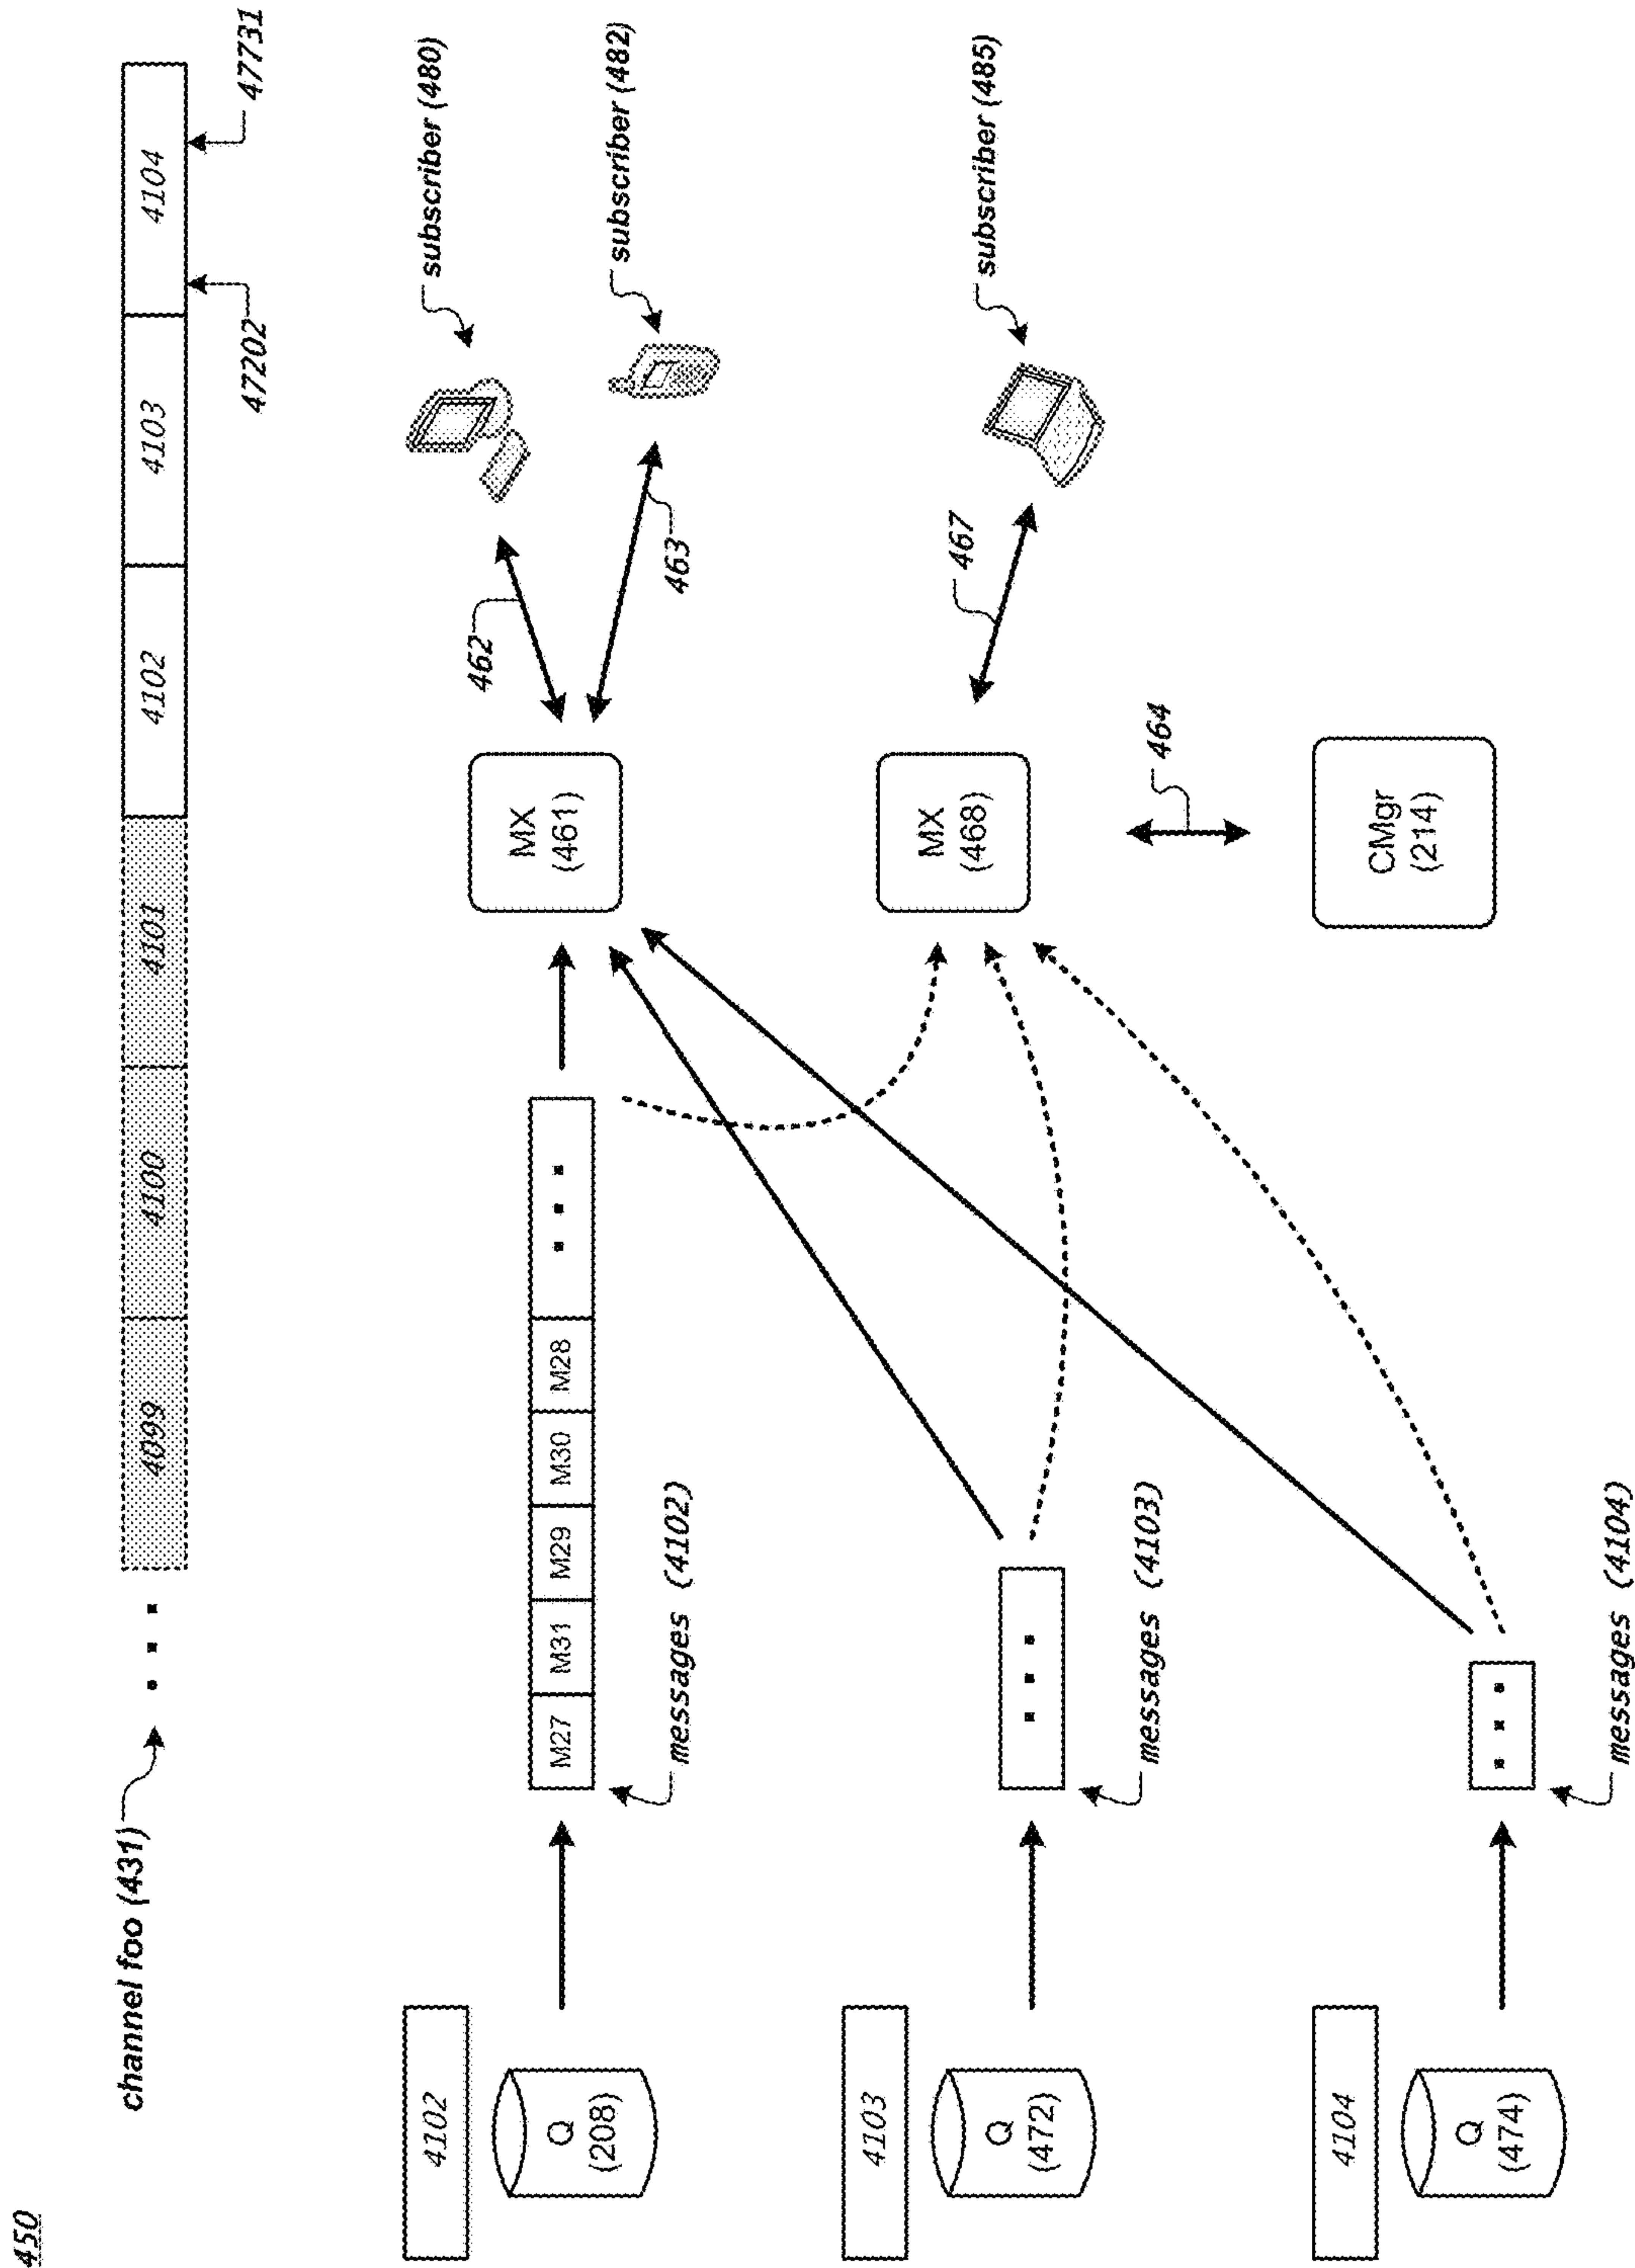 450
channel foo (431)
4099
4100
4101
4102
4103
4104
47202
47731
4102
Q
(208)
M27
M31
M29
M30
M28
messages (4102)
MX
(461)
462
463
subscriber (480)
subscriber (482)
4103
Q
(472)
messages (4103)
MX
(468)
467
subscriber (485)
464
4104
Q
(474)
messages (4104)
CMgr
(214)